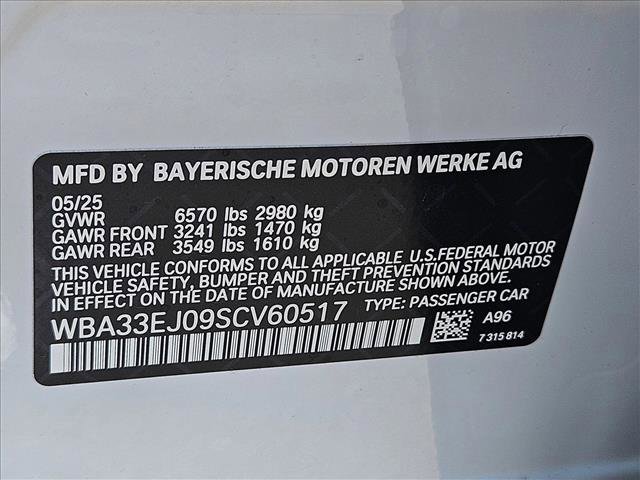 MFD BY BAYERISCHE MOTOREN WERKE AG
05/25
GVWR 6570 lbs 2980 kg
GAWR FRONT 3241 lbs 1470 kg
GAWR REAR 3549 lbs 1610 kg
THIS VEHICLE CONFORMS TO ALL APPLICABLE U.S.FEDERAL MOTOR
VEHICLE SAFETY, BUMPER AND THEFT PREVENTION STANDARDS
IN EFFECT ON THE DATE OF MANUFACTURE SHOWN ABOVE.
WBA33EJ09SCV60517 TYPE: PASSENGER CAR
A96
7 315 814